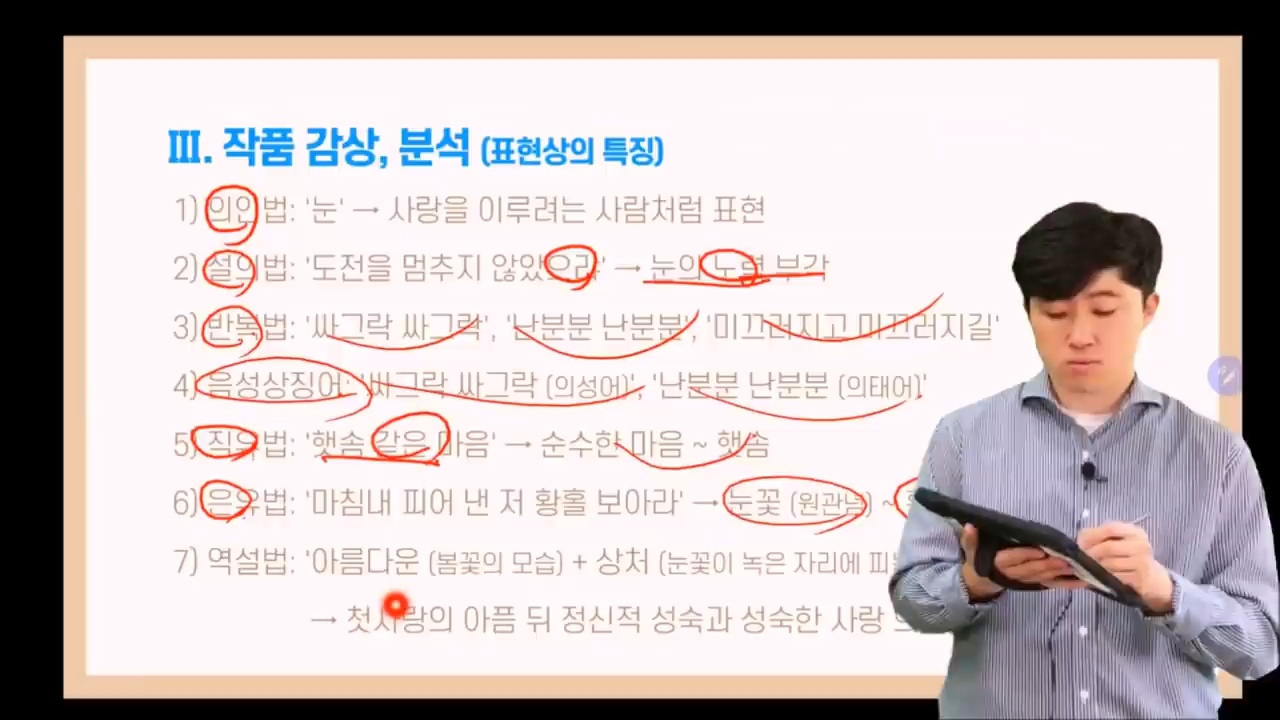 Ⅲ. 작품 감상, 분석 (표현상의 특징)
1) 의인법: '눈' → 사랑을 이루려는 사람처럼 표현
2) 설의법: '도전을 멈추지 않았으랴' → 눈의 노력 부각
3) 반복법: '싸그락 싸그락', '난분분 난분분', '미끄러지고 미끄러지길'
4) 음성상징어: '싸그락 싸그락 (의성어)', '난분분 난분분 (의태어)'
5) 직유법: '햇솜 같은 마음' → 순수한 마음 ~ 햇솜
6) 은유법: '마침내 피어 낸 저 황홀 보아라' → 눈꽃 (원관념) ~
7) 역설법: '아름다운 (봄꽃의 모습) + 상처 (눈꽃이 녹은 자리에
→ 첫사랑의 아픔 뒤 정신적 성숙과 성숙한 사랑